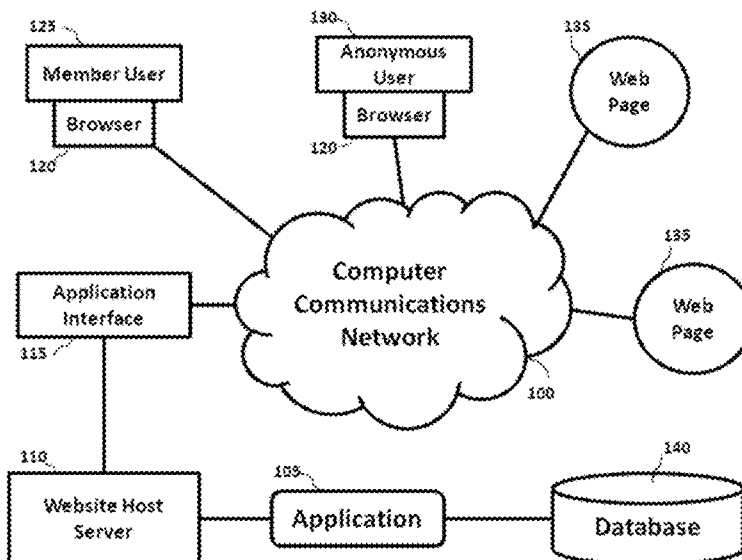 125
Member User
Browser
120
130
Anonymous
User
Browser
120
135
Web
Page
135
Web
Page
Computer
Communications
Network
100
Application
Interface
115
110
Website Host
Server
105
Application
140
Database